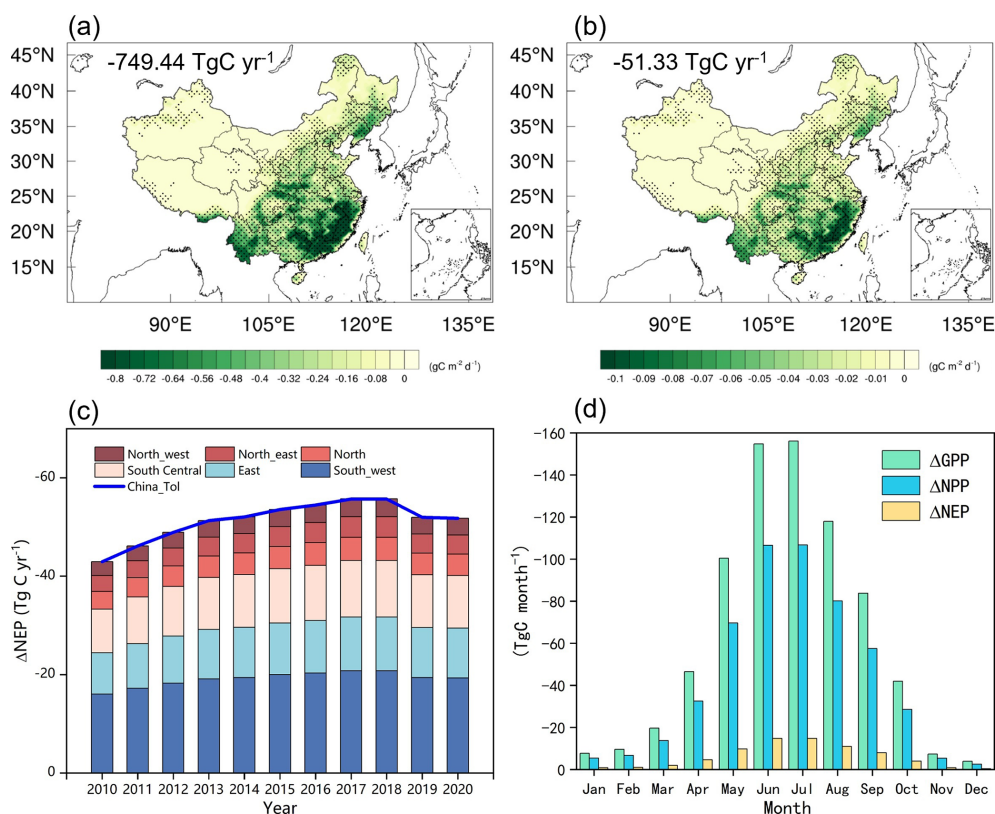 (a)
-749.44 TgC yr-1
45°N
40°N
35°N
30°N
25°N
20°N
15°N
90°E 105°E 120°E 135°E
-0.8 -0.72 -0.64 -0.56 -0.48 -0.4 -0.32 -0.24 -0.16 -0.08 0 (gC m-2 d-1)
(b)
-51.33 TgC yr-1
45°N
40°N
35°N
30°N
25°N
20°N
15°N
90°E 105°E 120°E 135°E
-0.1 -0.09 -0.08 -0.07 -0.06 -0.05 -0.04 -0.03 -0.02 -0.01 0 (gC m-2 d-1)
(c)
North_west North_east North
South Central East South_west
China_Tol
ΔNEP (Tg C yr-1)
-60
-40
-20
0
2010 2011 2012 2013 2014 2015 2016 2017 2018 2019 2020
Year
(d)
ΔGPP
ΔNPP
ΔNEP
(TgC month-1)
-160
-140
-120
-100
-80
-60
-40
-20
0
Jan Feb Mar Apr May Jun Jul Aug Sep Oct Nov Dec
Month